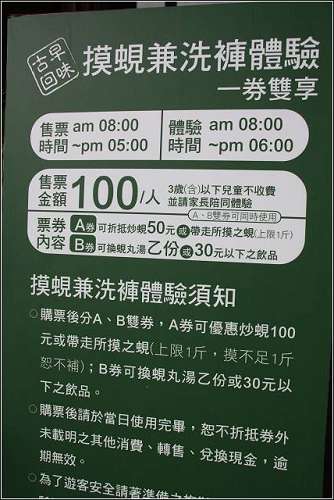 古早
回味
摸蜆兼洗褲體驗
一券雙享
售票 am 08:00
時間 ~pm 05:00
體驗 am 08:00
時間 ~pm 06:00
售票
金額 100/人
3歲(含)以下兒童不收費
並請家長陪同體驗
A、B雙券可同時使用
票券 A券 可折抵炒蜆50元 或 帶走所摸之蜆(上限1斤)
內容 B券 可換蜆丸湯乙份 或 30元以下之飲品
摸蜆兼洗褲體驗須知
○購票後分A、B雙券，A券可優惠炒蜆100
元或帶走所摸之蜆(上限1斤，摸不足1斤
恕不補)；B券可換蜆丸湯乙份或30元以
下之飲品。
○購票後請於當日使用完畢，恕不折抵券外
未載明之其他消費、轉售、兌換現金，逾
期無效。
○為了遊客安全請著準備之